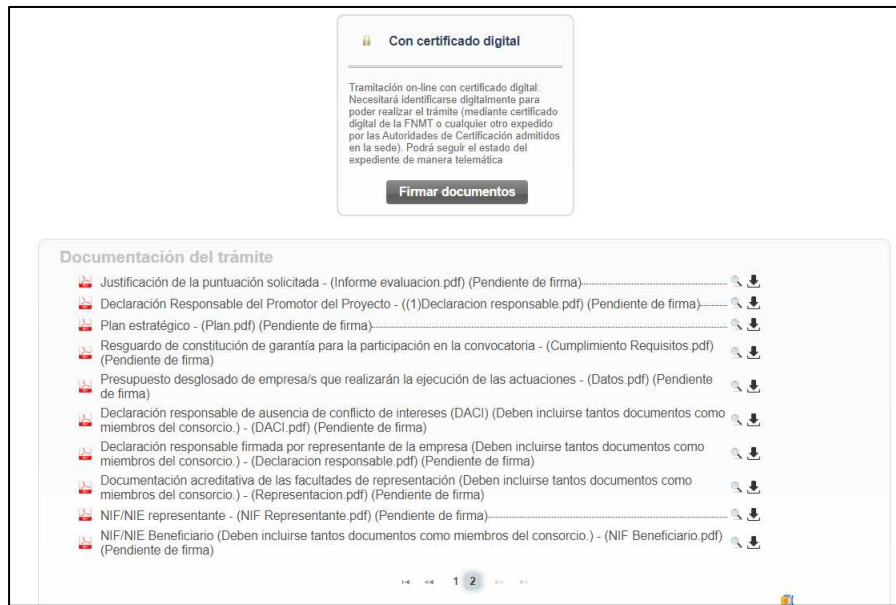 Con certificado digital
Tramitación on-line con certificado digital:
Necesitará identificarse digitalmente para
poder realizar el trámite (mediante certificado
digital de la FNMT o cualquier otro expedido
por las Autoridades de Certificación admitidos
en la sede). Podrá seguir el estado del
expediente de manera telemática
Firmar documentos
Documentación del trámite
Justificación de la puntuación solicitada - (Informe evaluacion.pdf) (Pendiente de firma)
Declaración Responsable del Promotor del Proyecto - ((1)Declaracion responsable.pdf) (Pendiente de firma)
Plan estratégico - (Plan.pdf) (Pendiente de firma)
Resguardo de constitución de garantía para la participación en la convocatoria - (Cumplimiento Requisitos.pdf)
(Pendiente de firma)
Presupuesto desglosado de empresa/s que realizarán la ejecución de las actuaciones - (Datos.pdf) (Pendiente
de firma)
Declaración responsable de ausencia de conflicto de intereses (DACI) (Deben incluirse tantos documentos como
miembros del consorcio.) - (DACI.pdf) (Pendiente de firma)
Declaración responsable firmada por representante de la empresa (Deben incluirse tantos documentos como
miembros del consorcio.) - (Declaracion responsable.pdf) (Pendiente de firma)
Documentación acreditativa de las facultades de representación (Deben incluirse tantos documentos como
miembros del consorcio.) - (Representacion.pdf) (Pendiente de firma)
NIF/NIE representante - (NIF Representante.pdf) (Pendiente de firma)
NIF/NIE Beneficiario (Deben incluirse tantos documentos como miembros del consorcio.) - (NIF Beneficiario.pdf)
(Pendiente de firma)
1 2